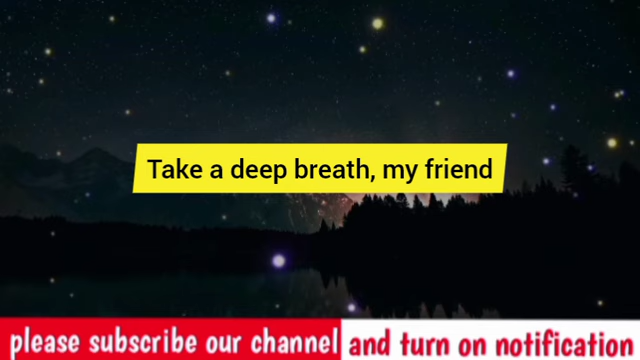 Take a deep breath, my friend
please subscribe our channel and turn on notification